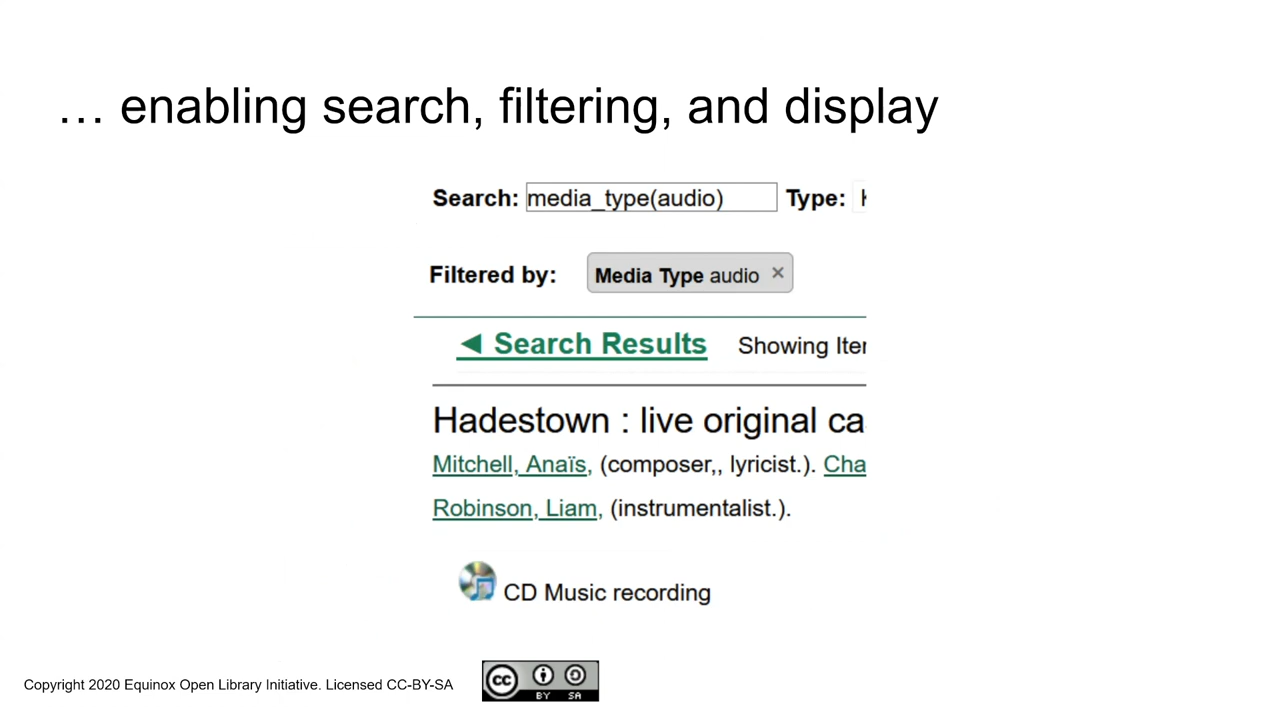 … enabling search, filtering, and display
Search: media_type(audio) Type:
Filtered by: Media Type audio ×
◄ Search Results Showing
Hadestown : live original ca
Mitchell, Anaïs, (composer,, lyricist.). Cha
Robinson, Liam, (instrumentalist.).
CD Music recording
Copyright 2020 Equinox Open Library Initiative. Licensed CC-BY-SA
cc BY SA